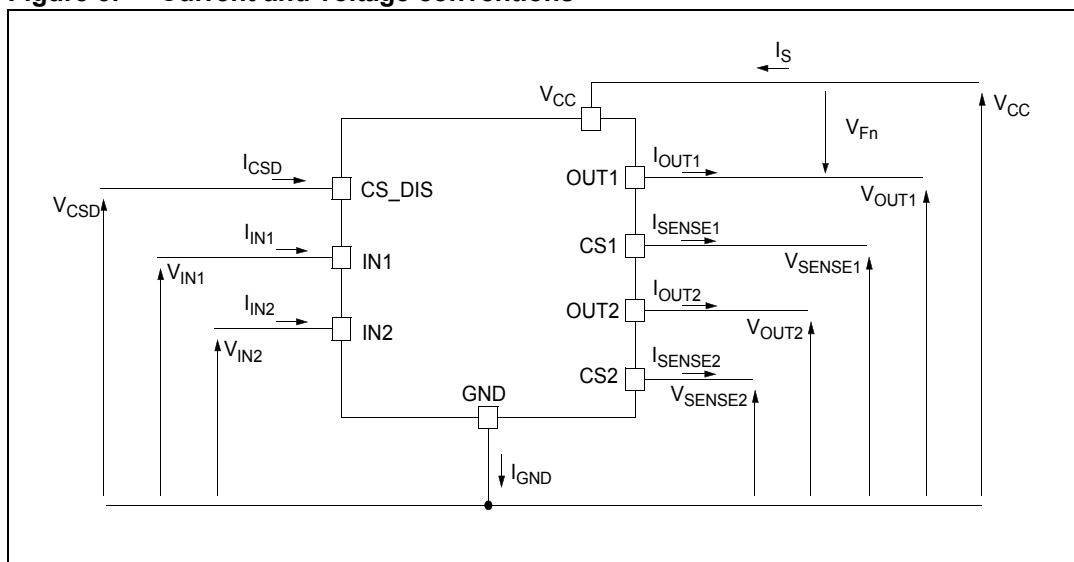 Figure Current and voltage conventions
I_S
V_CC
V_CC
V_Fn
I_CSD
I_OUT1
CS_DIS
OUT1
V_CSD
V_OUT1
I_IN1
I_SENSE1
IN1
CS1
V_IN1
V_SENSE1
I_IN2
I_OUT2
IN2
OUT2
V_IN2
V_OUT2
I_SENSE2
CS2
GND
V_SENSE2
I_GND